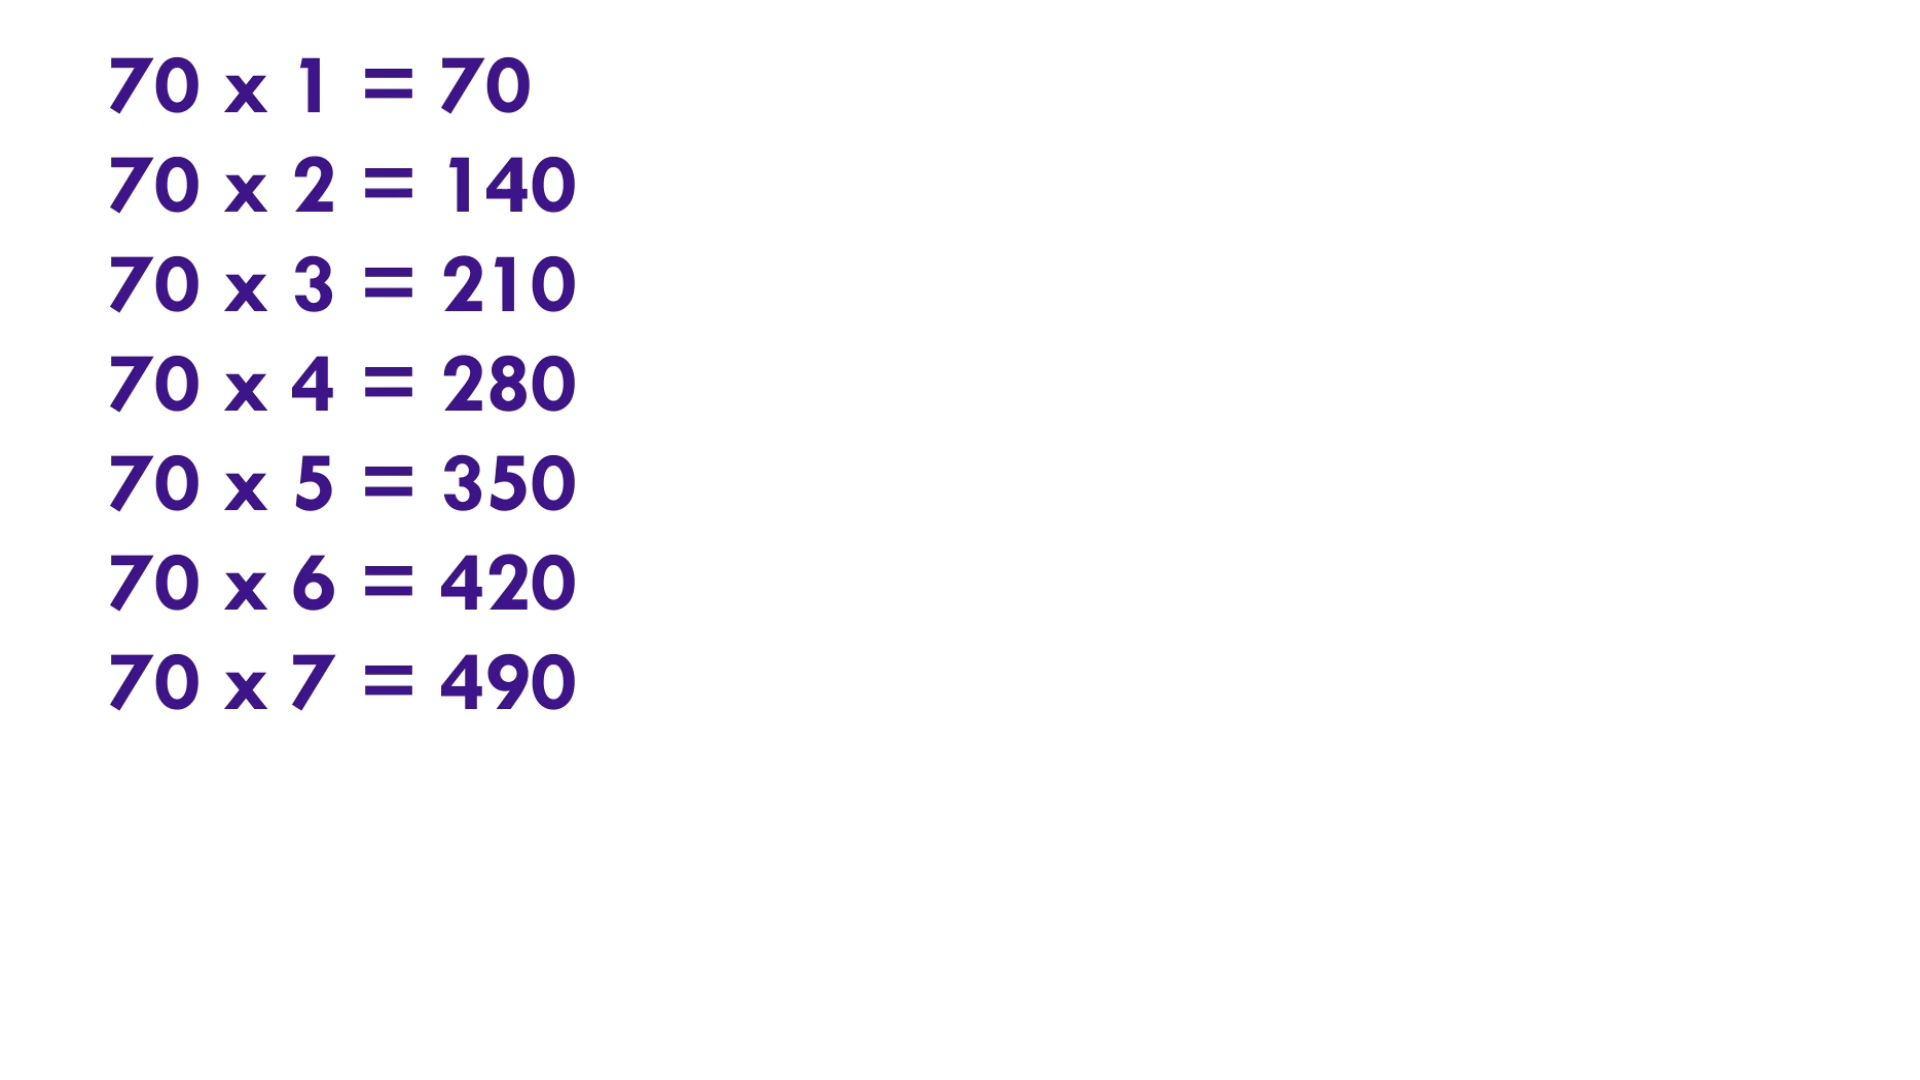 70 x 1 = 70
70 x 2 = 140
70 x 3 = 210
70 x 4 = 280
70 x 5 = 350
70 x 6 = 420
70 x 7 = 490